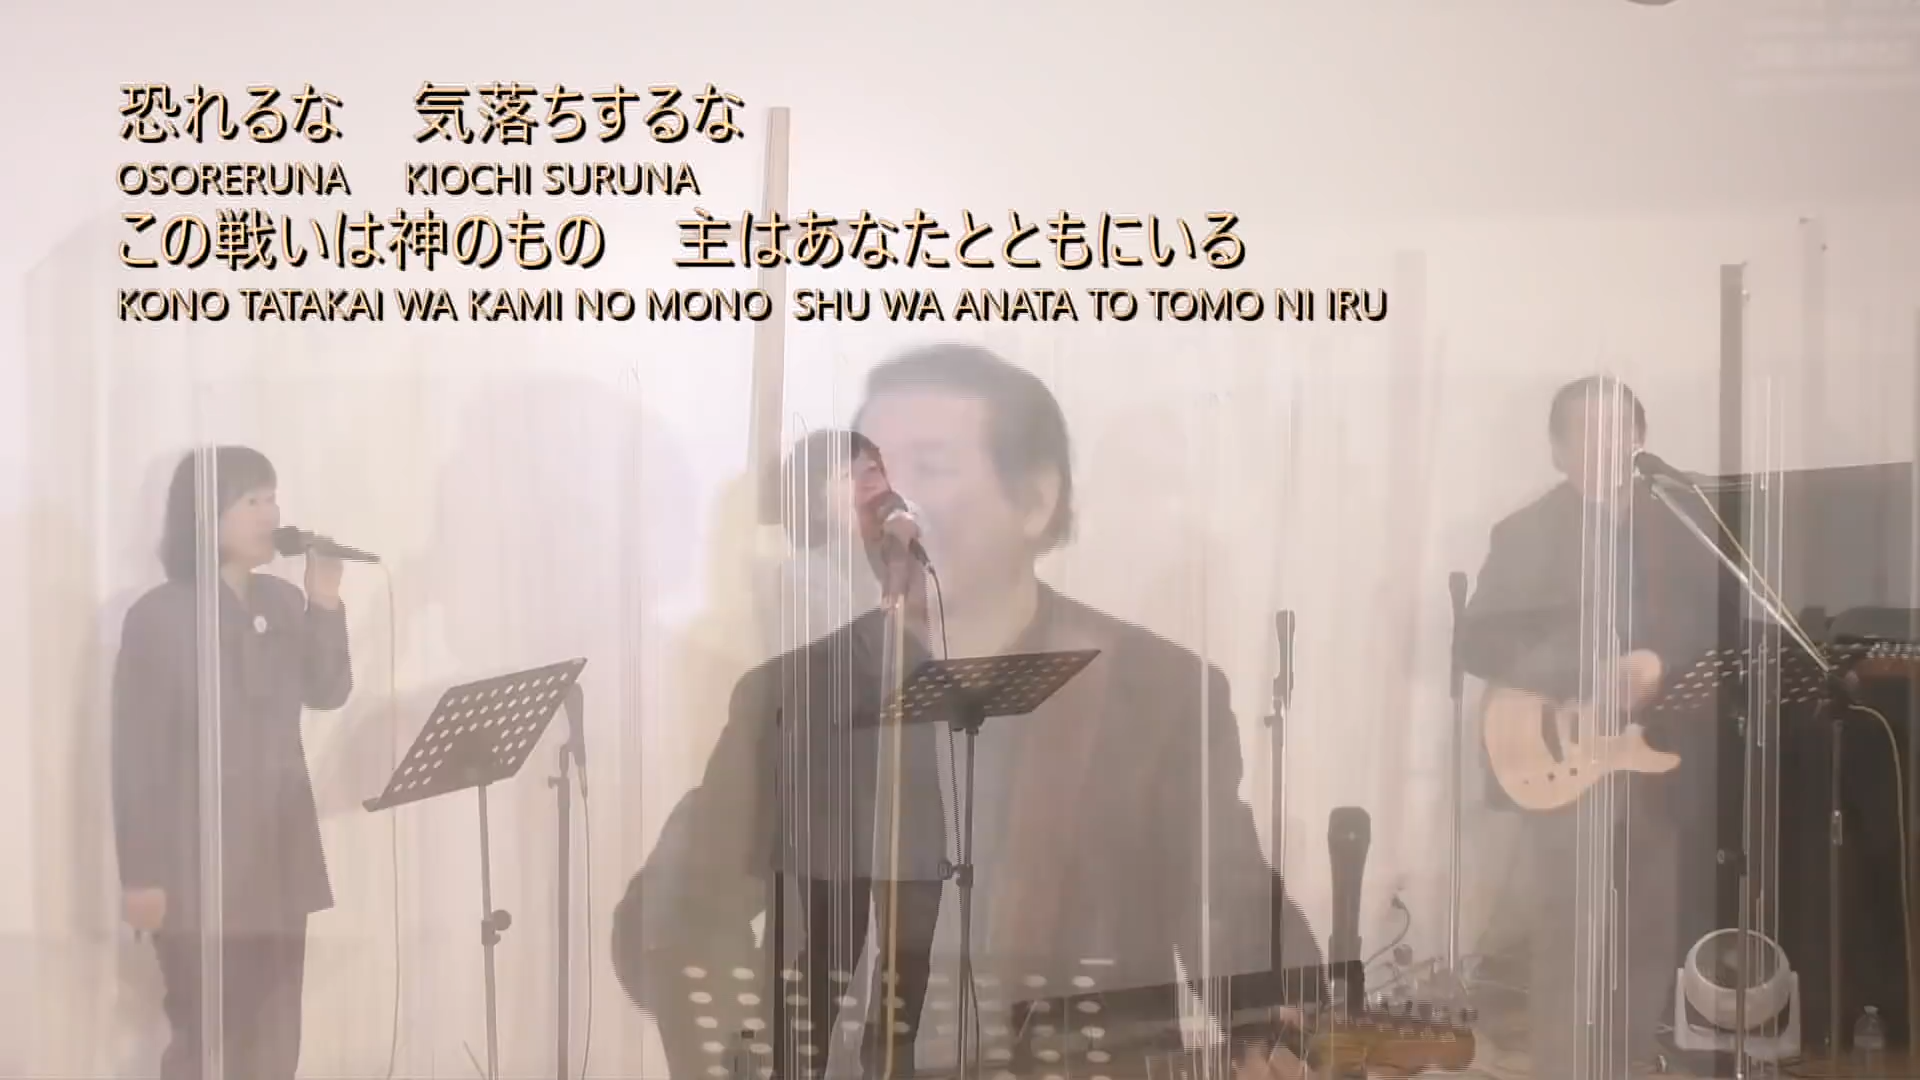 恐れるな　気落ちするな
OSORERUNA KIOCHI SURUNA
この戦いは神のもの　主はあなたとともにいる
KONO TATAKAI WA KAMI NO MONO SHU WA ANATA TO TOMO NI IRU